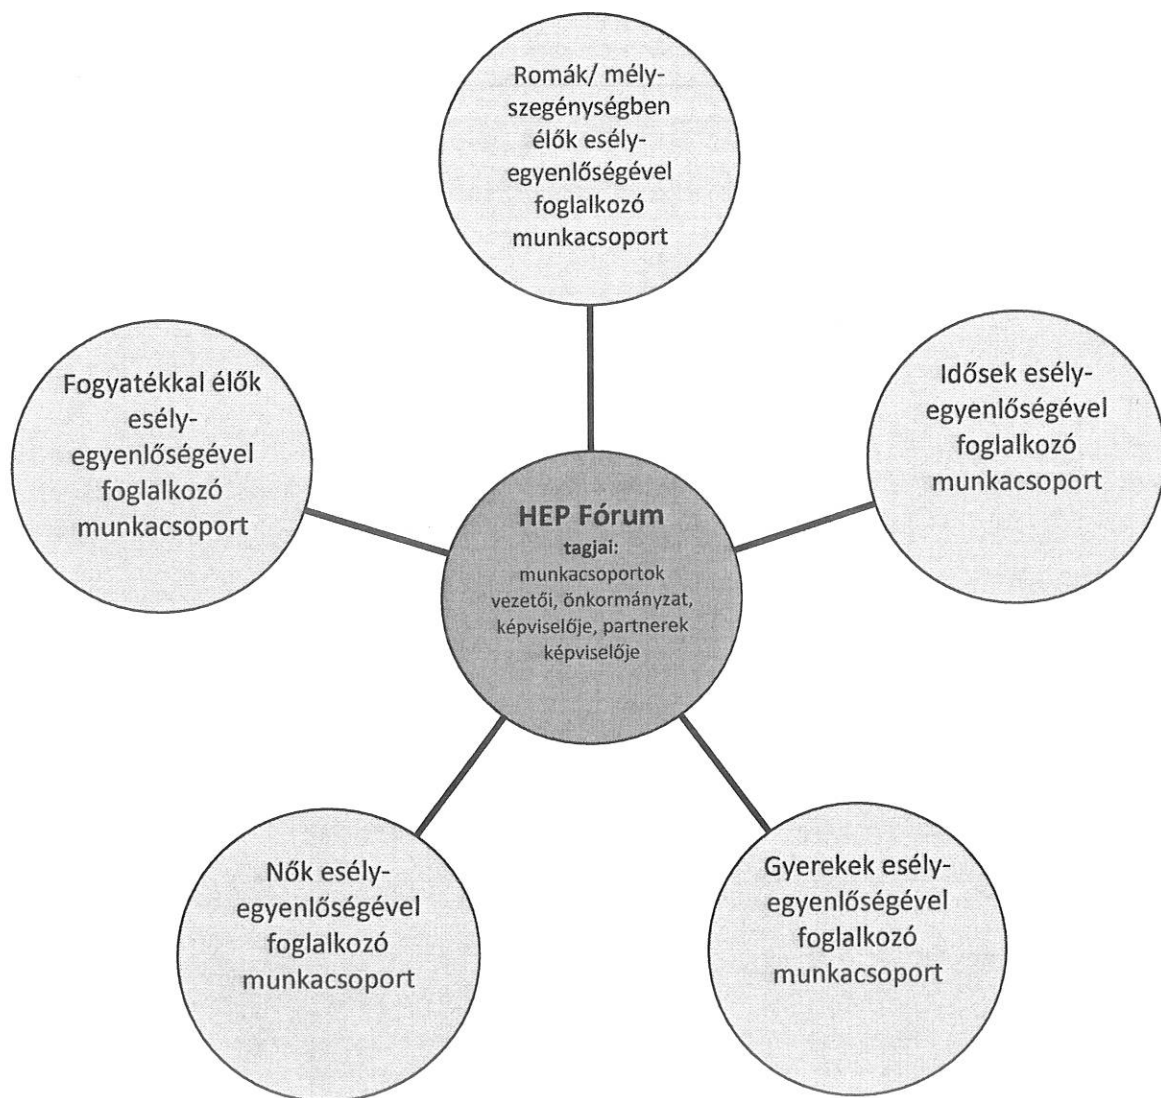 Romák/ mély-
szegénységben
élők esély-
egyenlőségével
foglalkozó
munkacsoport
Fogyatékkal élők
esély-
egyenlőségével
foglalkozó
munkacsoport
Idősek esély-
egyenlőségével
foglalkozó
munkacsoport
HEP Fórum
tagjai:
munkacsoportok
vezetői, önkormányzat,
képviselője, partnerek
képviselője
Nők esély-
egyenlőségével
foglalkozó
munkacsoport
Gyerekek esély-
egyenlőségével
foglalkozó
munkacsoport